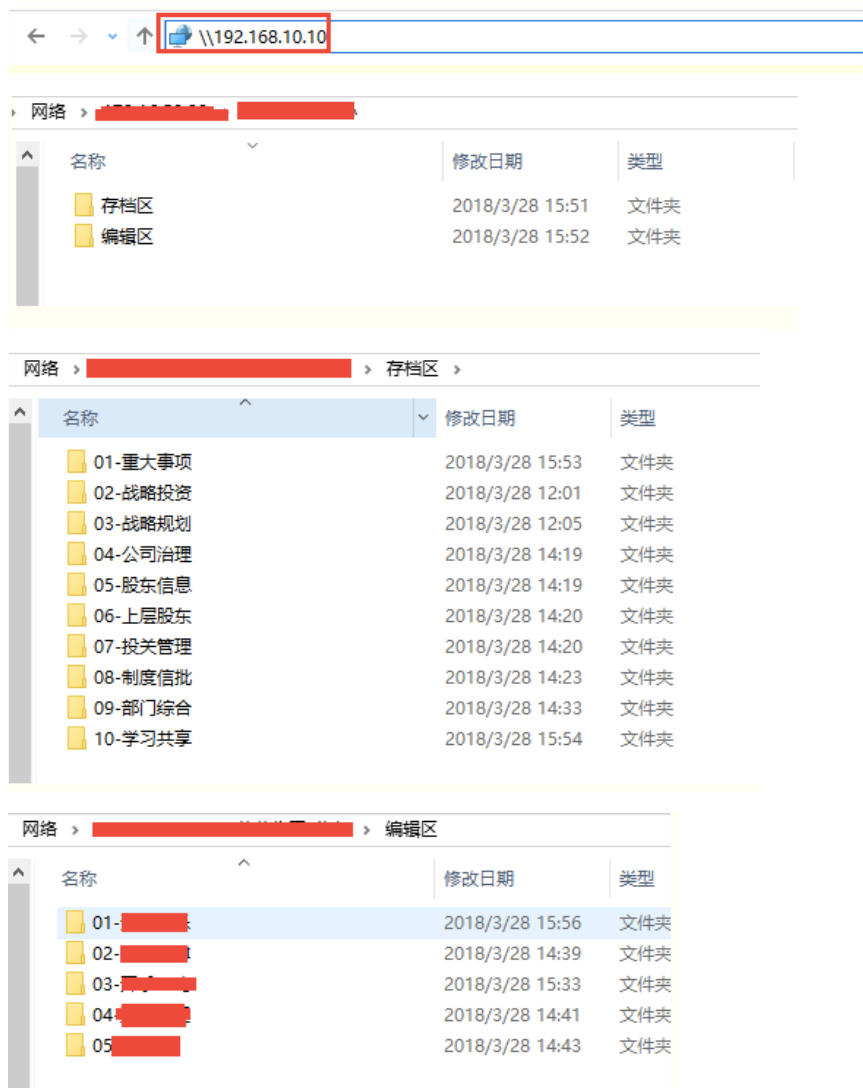 \\192.168.10.10
网络
名称 修改日期 类型
存档区 2018/3/28 15:51 文件夹
编辑区 2018/3/28 15:52 文件夹
网络 存档区
名称 修改日期 类型
01-重大事项 2018/3/28 15:53 文件夹
02-战略投资 2018/3/28 12:01 文件夹
03-战略规划 2018/3/28 12:05 文件夹
04-公司治理 2018/3/28 14:19 文件夹
05-股东信息 2018/3/28 14:19 文件夹
06-上层股东 2018/3/28 14:20 文件夹
07-投关管理 2018/3/28 14:20 文件夹
08-制度信批 2018/3/28 14:23 文件夹
09-部门综合 2018/3/28 14:33 文件夹
10-学习共享 2018/3/28 15:54 文件夹
网络 编辑区
名称 修改日期 类型
01- 2018/3/28 15:56 文件夹
02- 2018/3/28 14:39 文件夹
03- 2018/3/28 15:33 文件夹
04 2018/3/28 14:41 文件夹
05 2018/3/28 14:43 文件夹